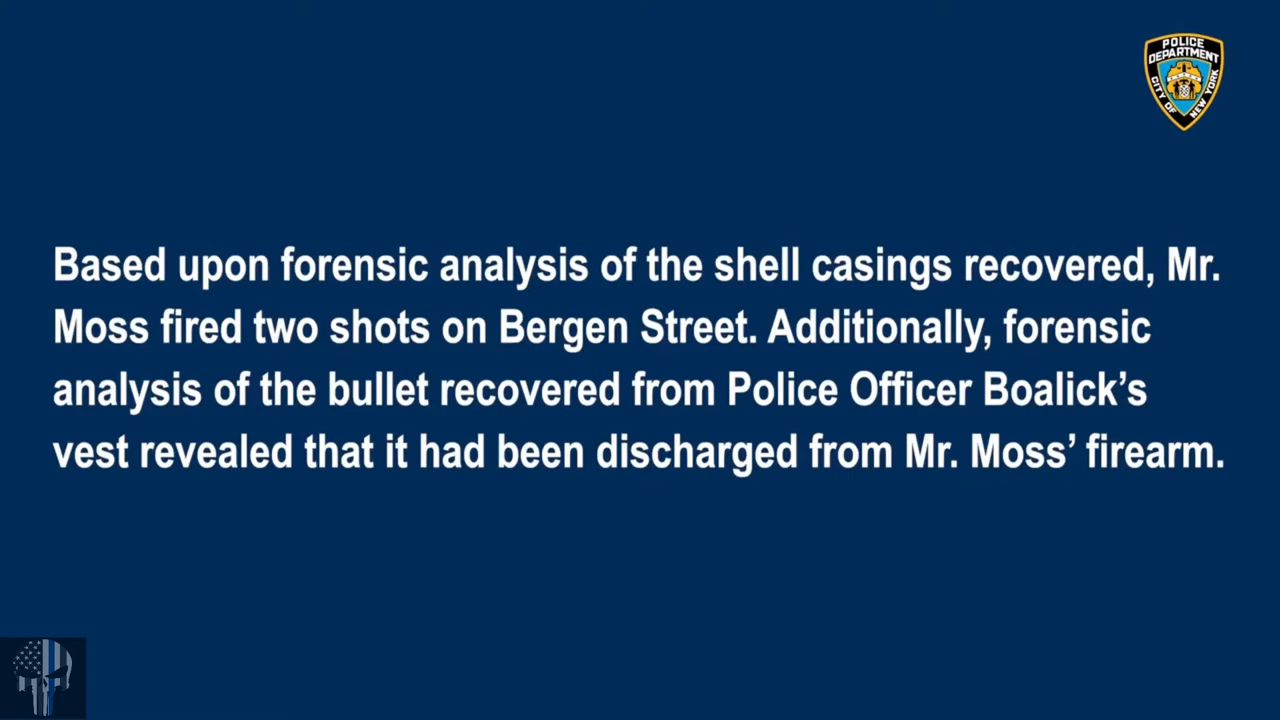 POLICE
DEPARTMENT
CITY OF NEW YORK
Based upon forensic analysis of the shell casings recovered, Mr.
Moss fired two shots on Bergen Street. Additionally, forensic
analysis of the bullet recovered from Police Officer Boalick’s
vest revealed that it had been discharged from Mr. Moss’ firearm.